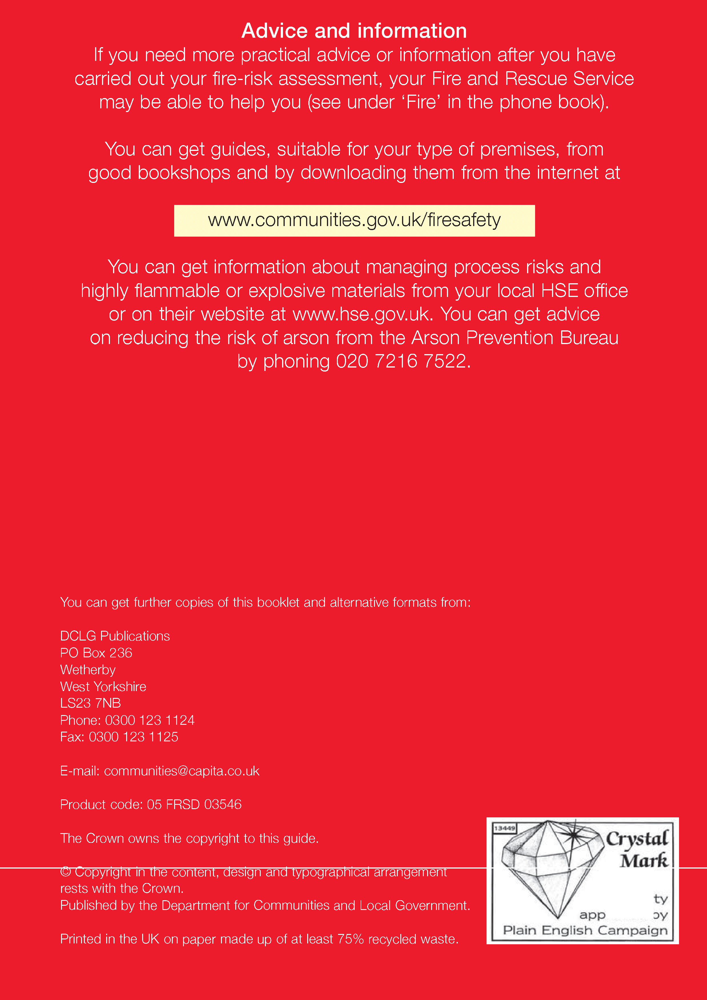 Advice and information
If you need more practical advice or information after you have
carried out your fire-risk assessment, your Fire and Rescue Service
may be able to help you (see under ‘Fire’ in the phone book).
You can get guides, suitable for your type of premises, from
good bookshops and by downloading them from the internet at
www.communities.gov.uk/firesafety
You can get information about managing process risks and
highly flammable or explosive materials from your local HSE office
or on their website at www.hse.gov.uk. You can get advice
on reducing the risk of arson from the Arson Prevention Bureau
by phoning 020 7216 7522.
You can get further copies of this booklet and alternative formats from:
DCLG Publications
PO Box 236
Wetherby
West Yorkshire
LS23 7NB
Phone: 0300 123 1124
Fax: 0300 123 1125
E-mail: communities@capita.co.uk
Product code: 05 FRSD 03546
The Crown owns the copyright to this guide.
© Copyright in the content, design and typographical arrangement
rests with the Crown.
Published by the Department for Communities and Local Government.
Printed in the UK on paper made up of at least 75% recycled waste.
13449
Crystal
Mark
Plain English Campaign